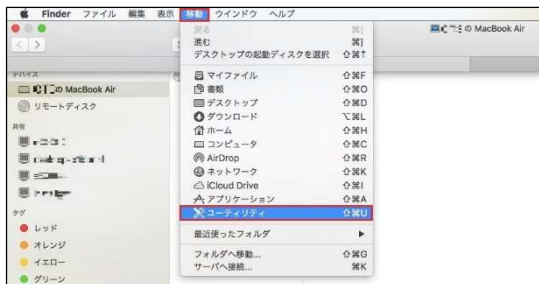 Finder ファイル 編集 表示 移動 ウインドウ ヘルプ
の MacBook Air
戻る ⌘[
進む ⌘]
デスクトップの起動ディスクを選択 ⇧⌘↑
マイファイル ⇧⌘F
書類 ⇧⌘O
デスクトップ ⇧⌘D
ダウンロード ⌥⌘L
ホーム ⇧⌘H
コンピュータ ⇧⌘C
AirDrop ⇧⌘R
ネットワーク ⇧⌘K
iCloud Drive ⇧⌘I
アプリケーション ⇧⌘A
ユーティリティ ⇧⌘U
最近使ったフォルダ ▶
フォルダへ移動... ⇧⌘G
サーバへ接続... ⌘K
デバイス
の MacBook Air
リモートディスク
共有
タグ
レッド
オレンジ
イエロー
グリーン